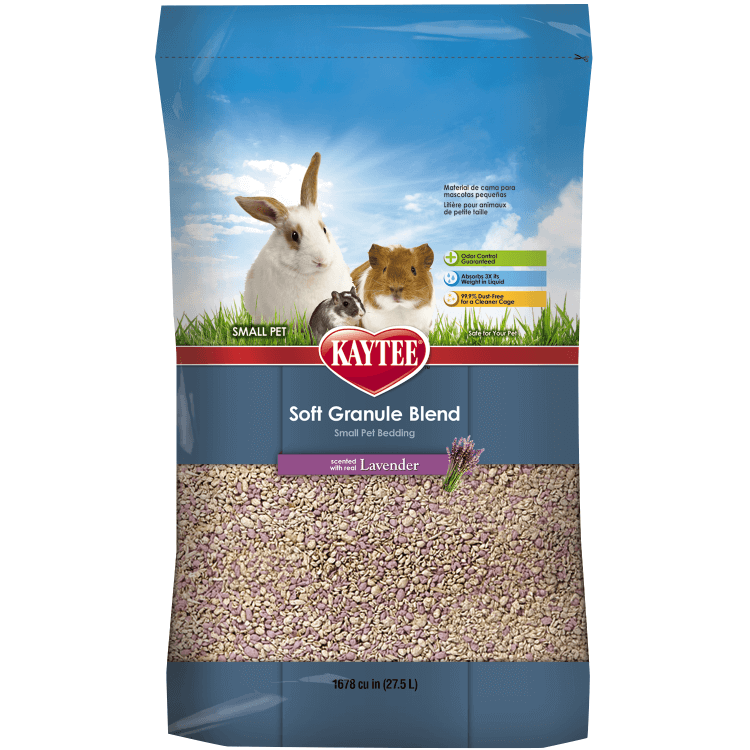 Material de cama para
mascotas pequeñas
Litière pour animaux
de petite taille
Odor Control
Guaranteed
Absorbs 3X its
Weight in Liquid
99.9% Dust-Free
for a Cleaner Cage
SMALL PET
Safe for Your Pet
KAYTEE
Soft Granule Blend
Small Pet Bedding
scented
with real Lavender
1678 cu in (27.5 L)